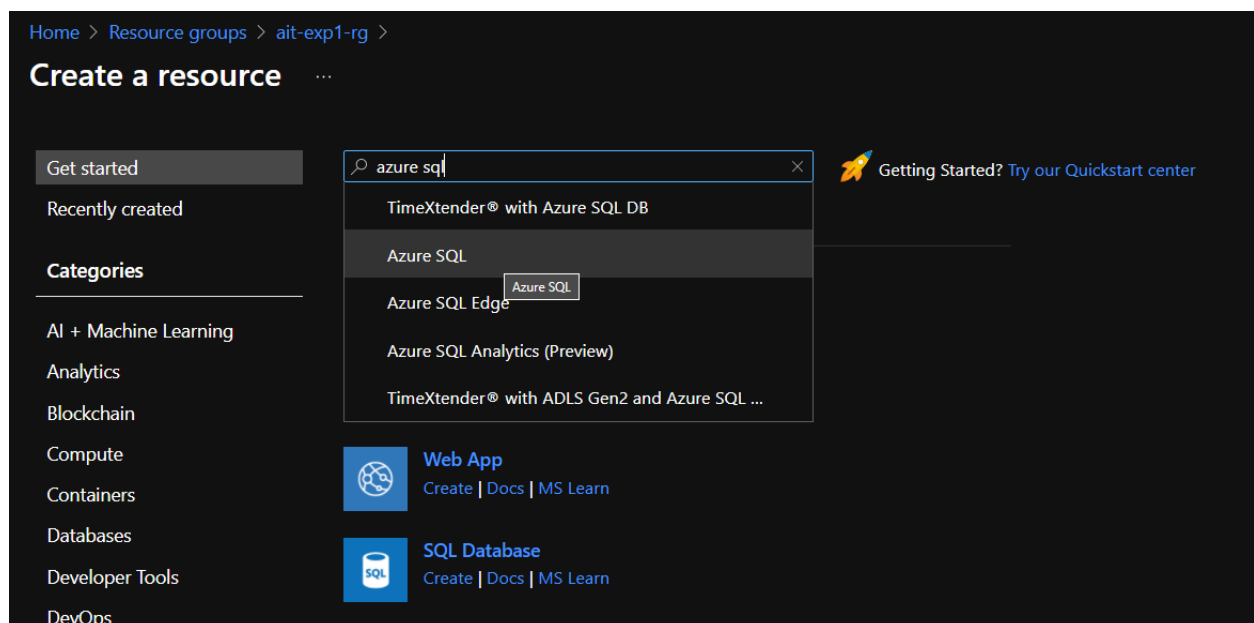 Home > Resource groups > ait-exp1-rg >
Create a resource ...
Get started
Recently created
Categories
AI + Machine Learning
Analytics
Blockchain
Compute
Containers
Databases
Developer Tools
DevOps
azure sql
TimeXtender® with Azure SQL DB
Azure SQL
Azure SQL
Azure SQL Edge
Azure SQL Analytics (Preview)
TimeXtender® with ADLS Gen2 and Azure SQL ...
Getting Started? Try our Quickstart center
Web App
Create | Docs | MS Learn
SQL
SQL Database
Create | Docs | MS Learn